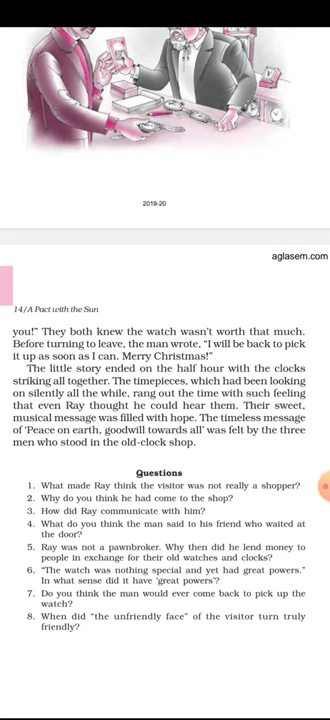 2019-20
aglasem.com
14/A Pact with the Sun
you!” They both knew the watch wasn’t worth that much.
Before turning to leave, the man wrote, “I will be back to pick
it up as soon as I can. Merry Christmas!”
The little story ended on the half hour with the clocks
striking all together. The timepieces, which had been looking
on silently all the while, rang out the time with such feeling
that even Ray thought he could hear them. Their sweet,
musical message was filled with hope. The timeless message
of ‘Peace on earth, goodwill towards all’ was felt by the three
men who stood in the old-clock shop.
Questions
1. What made Ray think the visitor was not really a shopper?
2. Why do you think he had come to the shop?
3. How did Ray communicate with him?
4. What do you think the man said to his friend who waited at
the door?
5. Ray was not a pawnbroker. Why then did he lend money to
people in exchange for their old watches and clocks?
6. “The watch was nothing special and yet had great powers.”
In what sense did it have ‘great powers’?
7. Do you think the man would ever come back to pick up the
watch?
8. When did “the unfriendly face” of the visitor turn truly
friendly?